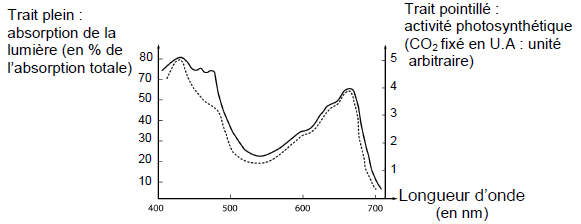 Trait plein :
absorption de la
lumière (en % de
l'absorption totale)
Trait pointillé :
activité photosynthétique
(CO2 fixé en U.A : unité
arbitraire)
80
70
60
50
40
30
20
10
5
4
3
2
1
400
500
600
700
Longueur d'onde
(en nm)